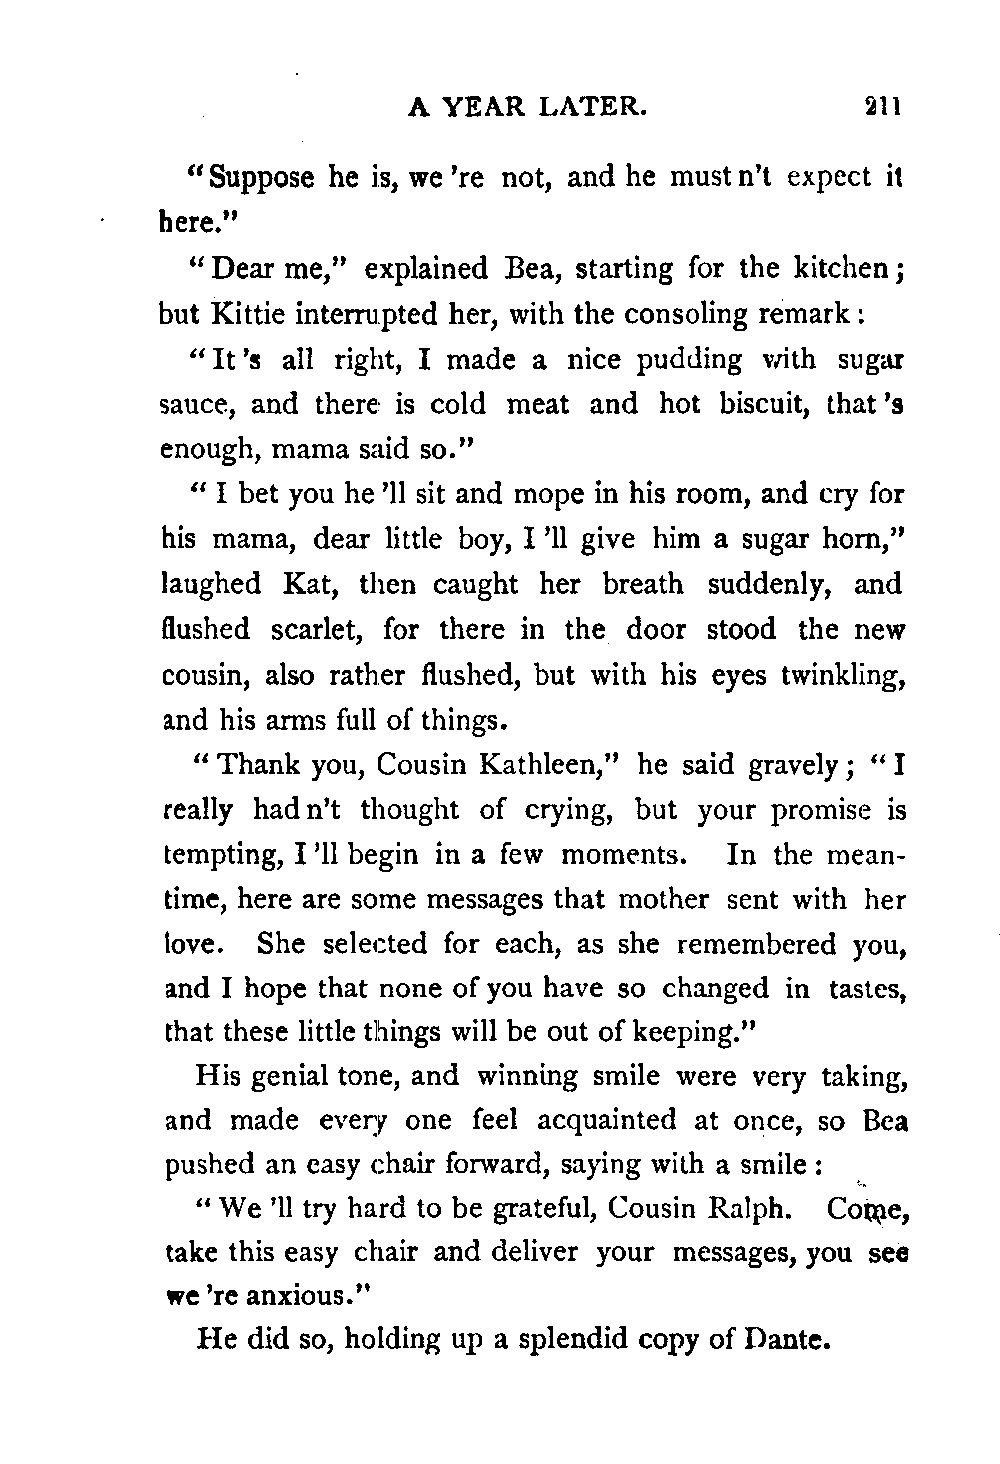 A YEAR LATER. 211
“Suppose he is, we 're not, and he must n't expect it
here.”
“Dear me,” explained Bea, starting for the kitchen;
but Kittie interrupted her, with the consoling remark:
“It 's all right, I made a nice pudding with sugar
sauce, and there is cold meat and hot biscuit, that 's
enough, mama said so.”
“I bet you he 'll sit and mope in his room, and cry for
his mama, dear little boy, I 'll give him a sugar horn,”
laughed Kat, then caught her breath suddenly, and
flushed scarlet, for there in the door stood the new
cousin, also rather flushed, but with his eyes twinkling,
and his arms full of things.
“Thank you, Cousin Kathleen,” he said gravely; “I
really had n't thought of crying, but your promise is
tempting, I 'll begin in a few moments. In the mean-
time, here are some messages that mother sent with her
love. She selected for each, as she remembered you,
and I hope that none of you have so changed in tastes,
that these little things will be out of keeping.”
His genial tone, and winning smile were very taking,
and made every one feel acquainted at once, so Bea
pushed an easy chair forward, saying with a smile:
“We 'll try hard to be grateful, Cousin Ralph. Come,
take this easy chair and deliver your messages, you see
we 're anxious.”
He did so, holding up a splendid copy of Dante.